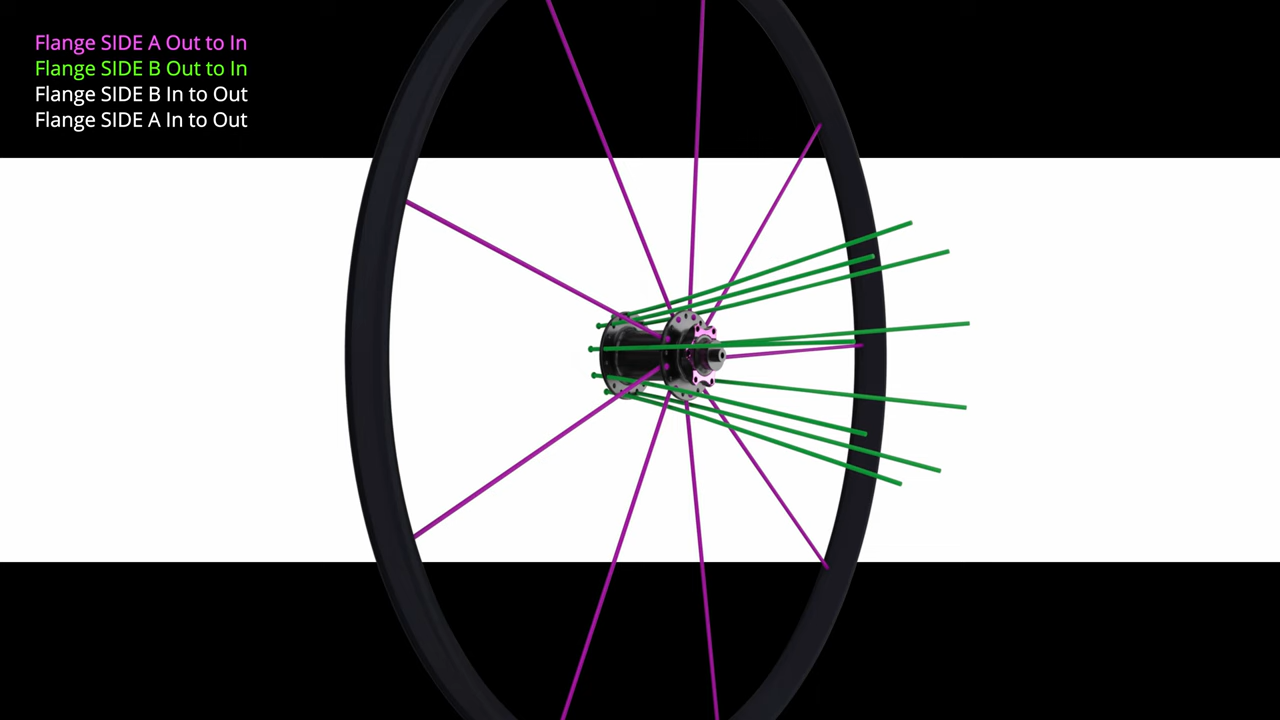 Flange SIDE A Out to In
Flange SIDE B Out to In
Flange SIDE B In to Out
Flange SIDE A In to Out